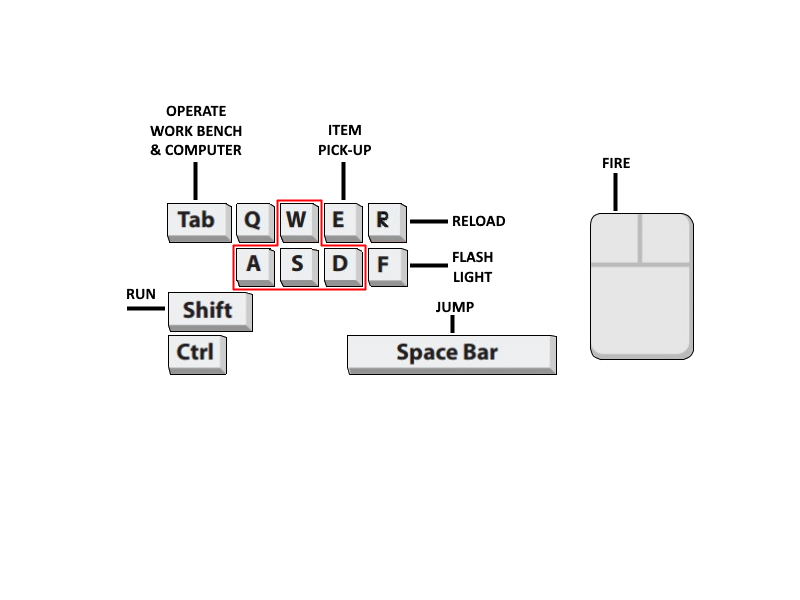 OPERATE
WORK BENCH
& COMPUTER
ITEM
PICK-UP
FIRE
Tab Q W E R
RELOAD
A S D F
FLASH
LIGHT
RUN
Shift
JUMP
Ctrl
Space Bar